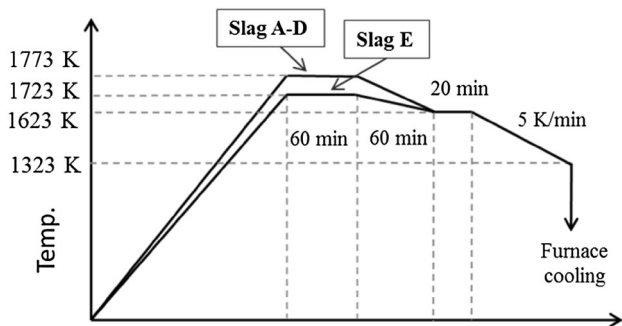 Slag A-D
Slag E
1773 K
1723 K
1623 K
1323 K
20 min
5 K/min
60 min
60 min
Temp.
Furnace
cooling